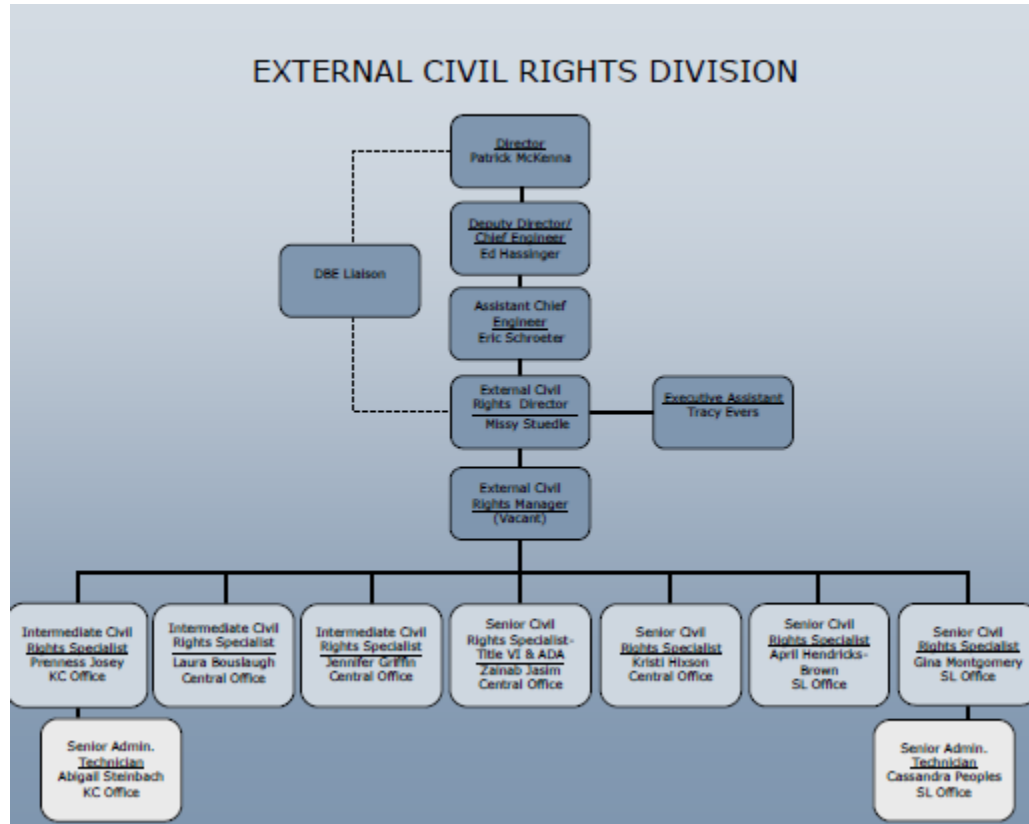 EXTERNAL CIVIL RIGHTS DIVISION
Director
Patrick McKenna
Deputy Director/
Chief Engineer
Ed Hassinger
DBE Liaison
Assistant Chief
Engineer
Eric Schroeter
External Civil
Rights Director
Missy Stuedle
Executive Assistant
Tracy Evers
External Civil
Rights Manager
(Vacant)
Intermediate Civil
Rights Specialist
Prenness Josey
KC Office
Intermediate Civil
Rights Specialist
Laura Bouslaugh
Central Office
Intermediate Civil
Rights Specialist
Jennifer Griffin
Central Office
Senior Civil
Rights Specialist-
Title VI & ADA
Zainab Jasim
Central Office
Senior Civil
Rights Specialist
Kristi Hixson
Central Office
Senior Civil
Rights Specialist
April Hendricks-
Brown
SL Office
Senior Civil
Rights Specialist
Gina Montgomery
SL Office
Senior Admin.
Technician
Abigail Steinbach
KC Office
Senior Admin.
Technician
Cassandra Peoples
SL Office